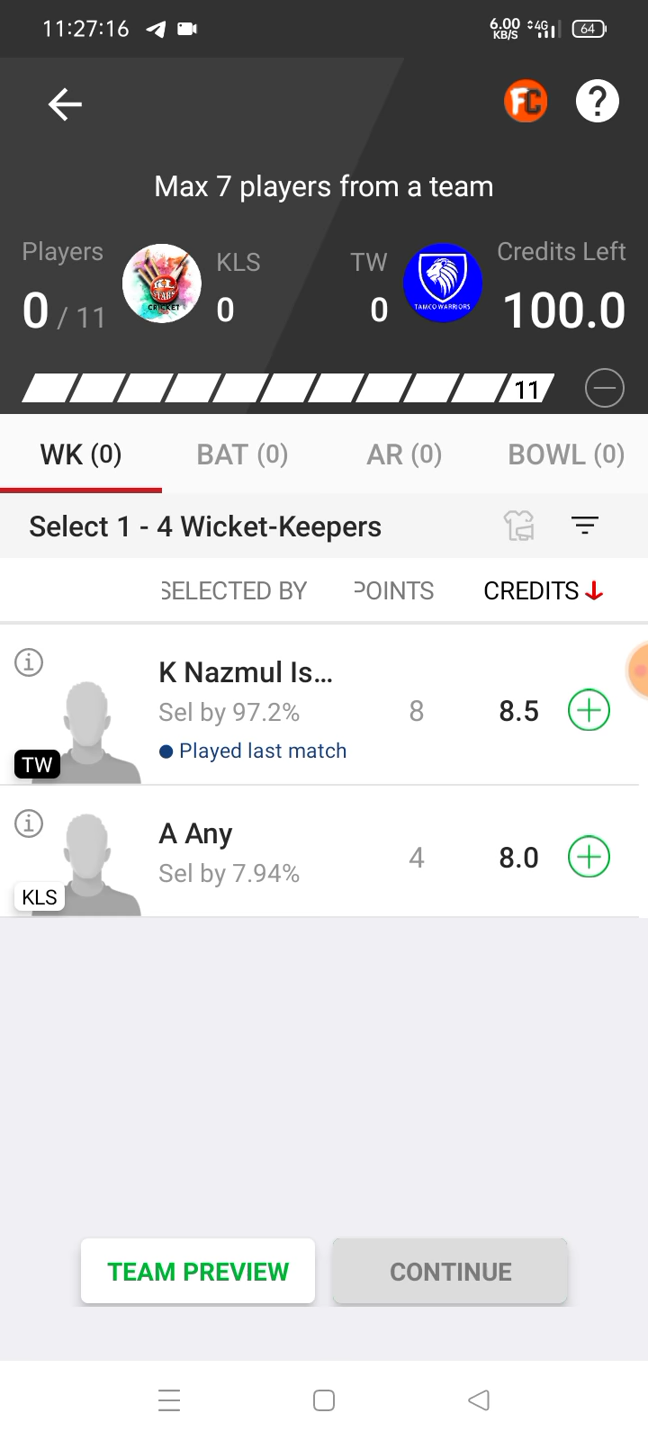 11:27:16
6.00 KB/S 4G 64
FC ?
Max 7 players from a team
Players KLS TW Credits Left
0 / 11 0 0 100.0
CRICKET
TAMCO WARRIORS
11
WK (0) BAT (0) AR (0) BOWL (0)
Select 1 - 4 Wicket-Keepers
SELECTED BY POINTS CREDITS
K Nazmul Is...
Sel by 97.2% 8 8.5
Played last match
TW
A Any
Sel by 7.94% 4 8.0
KLS
TEAM PREVIEW CONTINUE